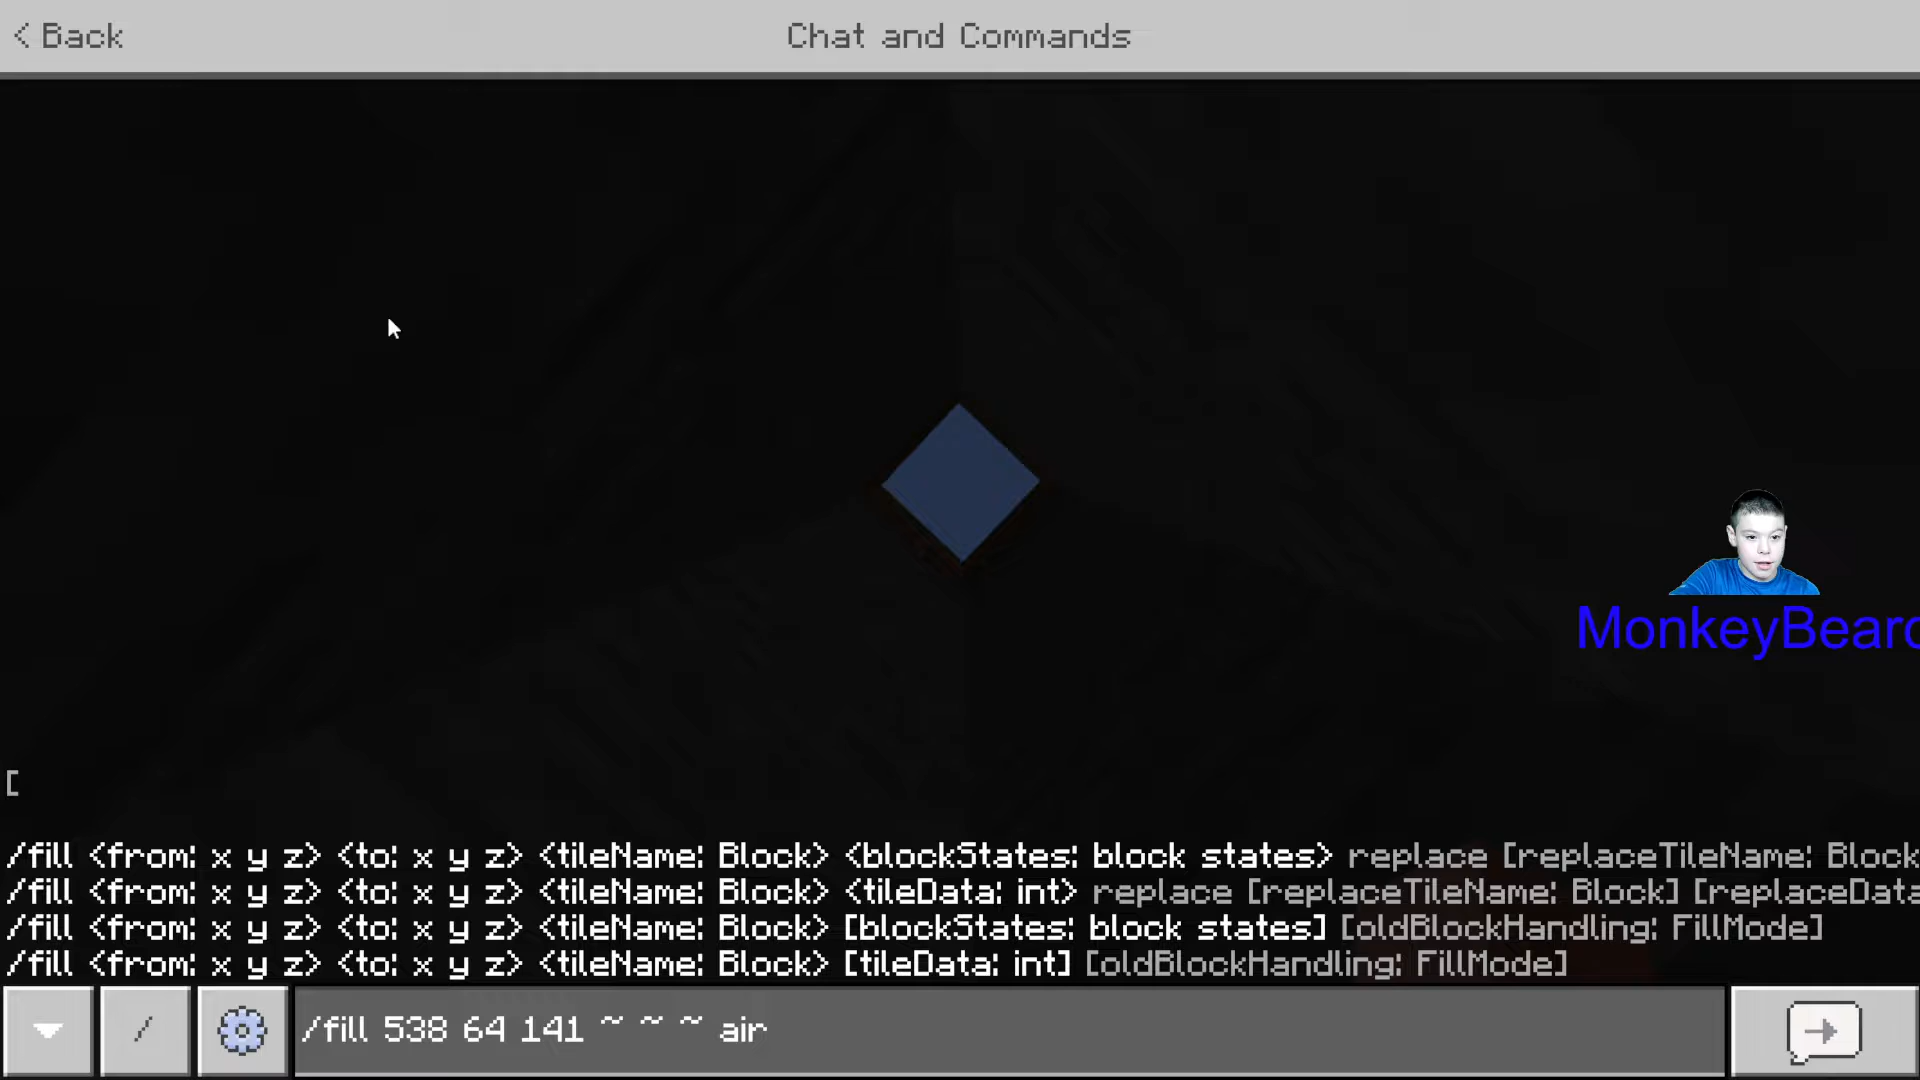 < Back
Chat and Commands
MonkeyBeard
[
/fill <from: x y z> <to: x y z> <tileName: Block> <blockStates: block states> replace [replaceTileName: Block
/fill <from: x y z> <to: x y z> <tileName: Block> <tileData: int> replace [replaceTileName: Block] [replaceData
/fill <from: x y z> <to: x y z> <tileName: Block> [blockStates: block states] [oldBlockHandling: FillMode]
/fill <from: x y z> <to: x y z> <tileName: Block> [tileData: int] [oldBlockHandling: FillMode]
/
/fill 538 64 141 ~ ~ ~ air